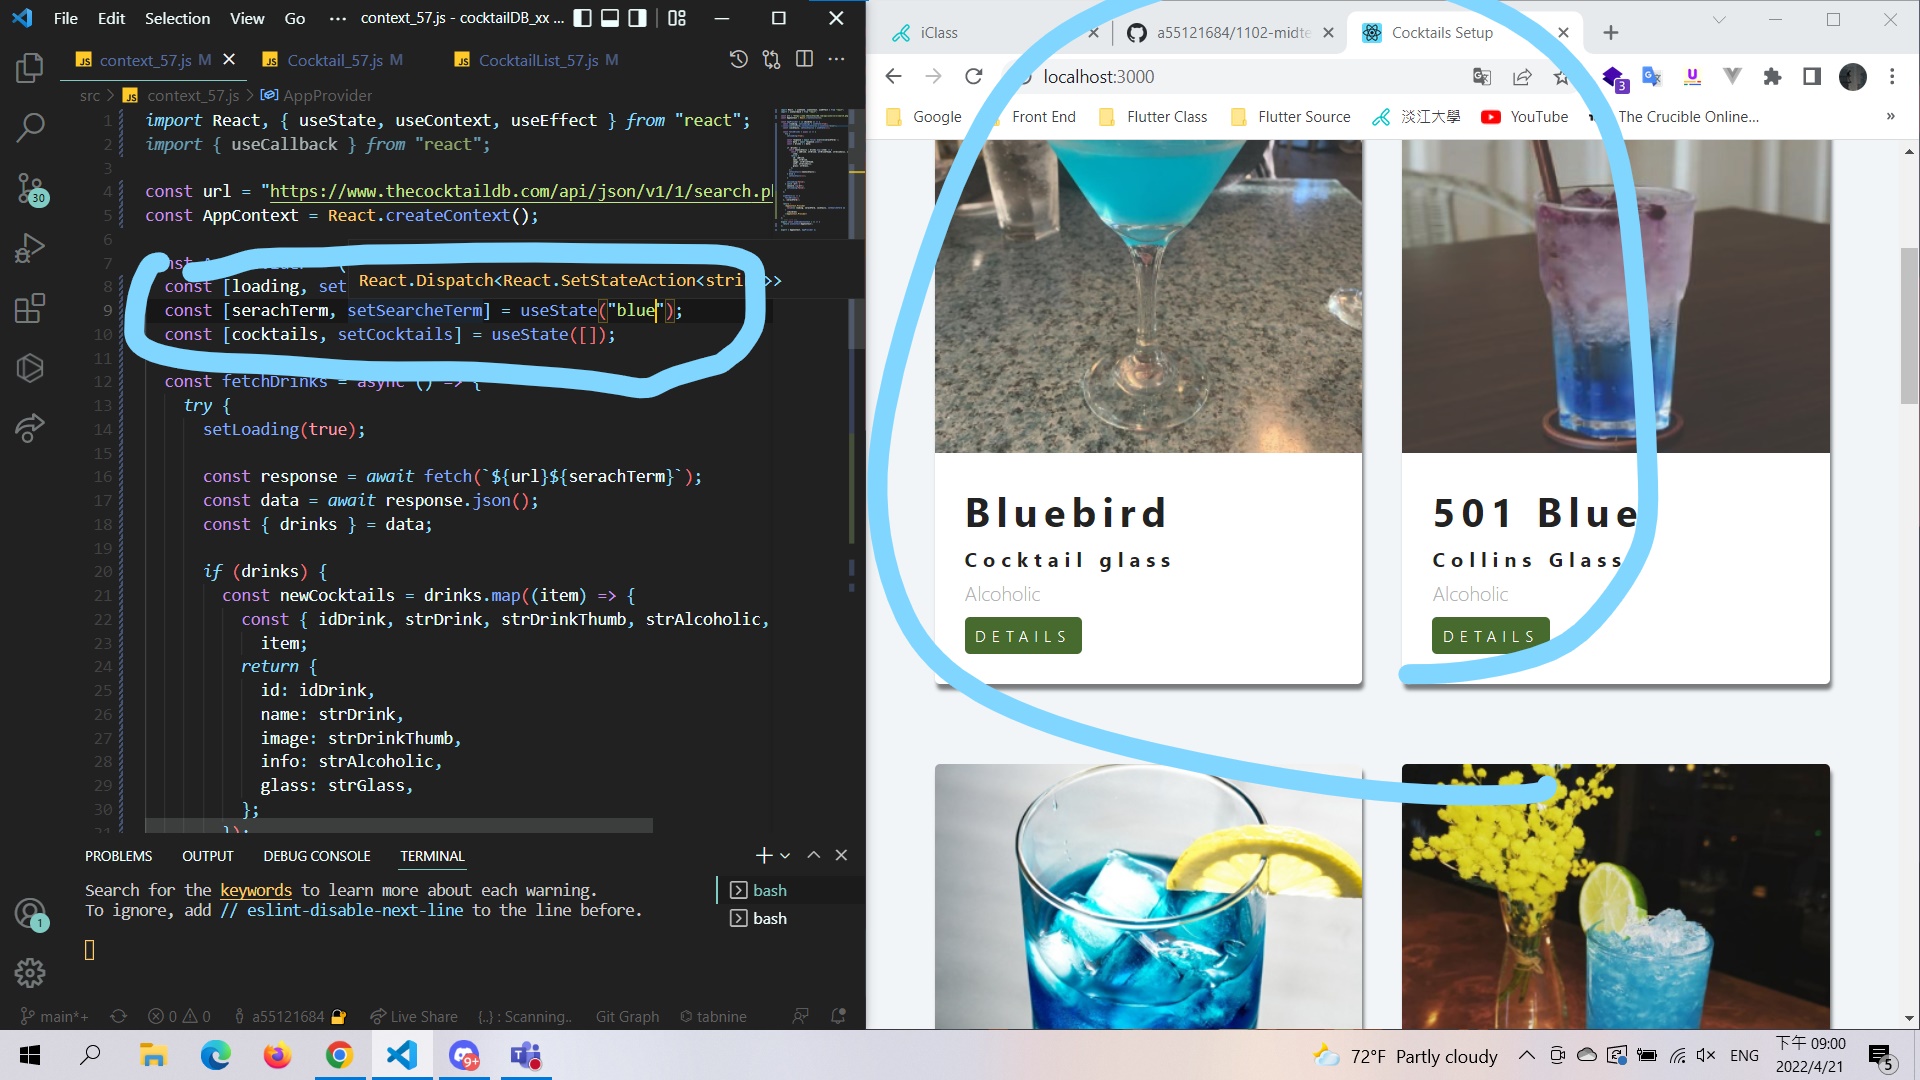 File Edit Selection View Go ··· context_57.js - cocktailDB_xx ...
context_57.js M
Cocktail_57.js M
CocktailList_57.js M
src > context_57.js > AppProvider
1 import React, { useState, useContext, useEffect } from "react";
2 import { useCallback } from "react";
3
4 const url = "https://www.thecocktaildb.com/api/json/v1/1/search.p
5 const AppContext = React.createContext();
6
7
React.Dispatch<React.SetStateAction<stri >>
8 const [loading, set
9 const [serachTerm, setSearcheTerm] = useState("blue");
10 const [cocktails, setCocktails] = useState([]);
11
12 const fetchDrinks = async () => {
13 try {
14 setLoading(true);
15
16 const response = await fetch(`${url}${serachTerm}`);
17 const data = await response.json();
18 const { drinks } = data;
19
20 if (drinks) {
21 const newCocktails = drinks.map((item) => {
22 const { idDrink, strDrink, strDrinkThumb, strAlcoholic,
23 item;
24 return {
25 id: idDrink,
26 name: strDrink,
27 image: strDrinkThumb,
28 info: strAlcoholic,
29 glass: strGlass,
30 };
31 });
PROBLEMS OUTPUT DEBUG CONSOLE TERMINAL
Search for the keywords to learn more about each warning.
To ignore, add // eslint-disable-next-line to the line before.
bash
bash
30
1
main*+ 0 0 a55121684 Live Share {..} : Scanning.. Git Graph tabnine
iClass
a55121684/1102-midte
Cocktails Setup
localhost:3000
3
Google Front End Flutter Class Flutter Source 淡江大學 YouTube The Crucible Online... »
Bluebird
Cocktail glass
Alcoholic
DETAILS
501 Blue
Collins Glass
Alcoholic
DETAILS
9+
72°F Partly cloudy
ENG
下午 09:00
2022/4/21
5